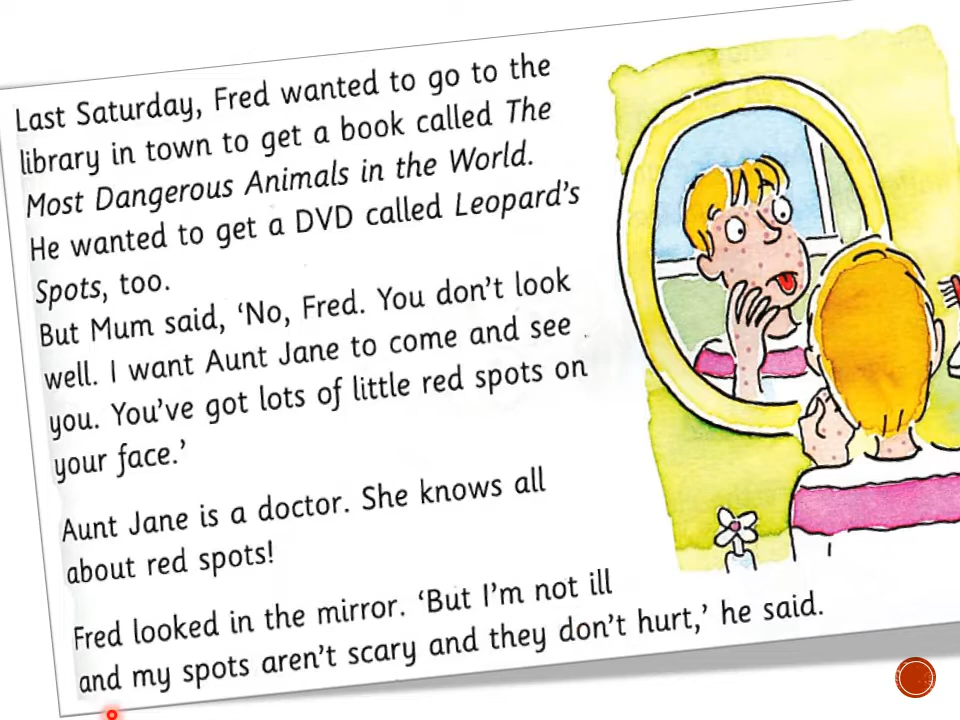 Last Saturday, Fred wanted to go to the
library in town to get a book called The
Most Dangerous Animals in the World.
He wanted to get a DVD called Leopard's
Spots, too.
But Mum said, 'No, Fred. You don't look
well. I want Aunt Jane to come and see
you. You've got lots of little red spots on
your face.'
Aunt Jane is a doctor. She knows all
about red spots!
Fred looked in the mirror. 'But I'm not ill
and my spots aren't scary and they don't hurt,' he said.